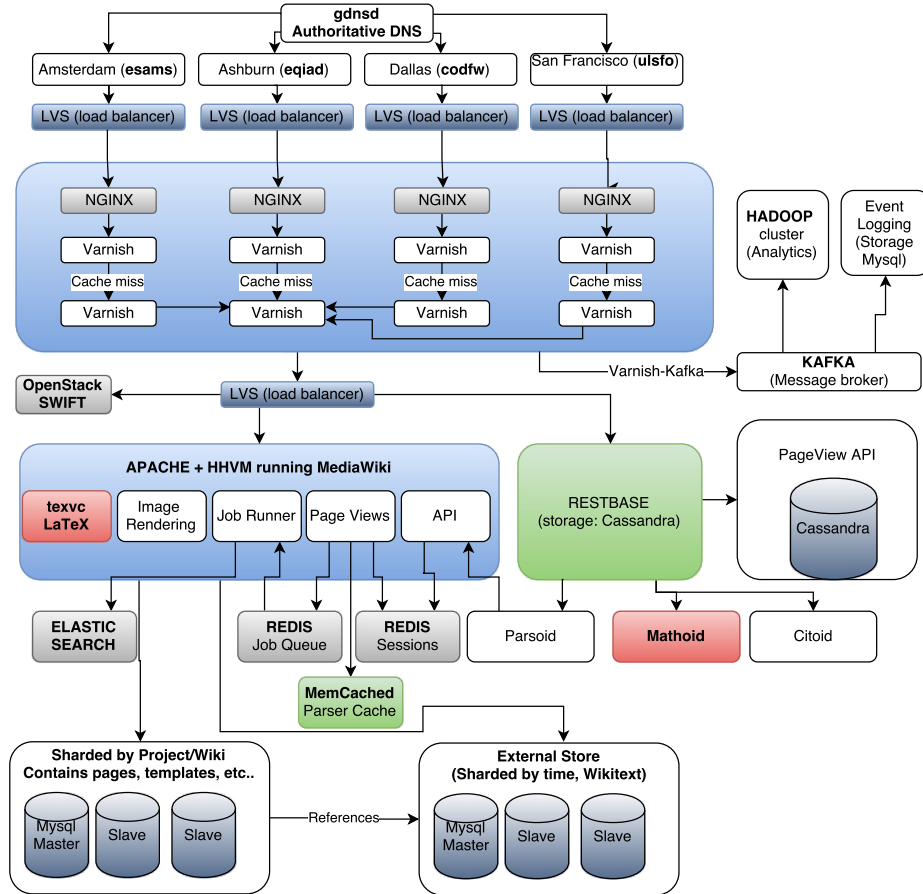 gdnsd
Authoritative DNS
Amsterdam (esams)
Ashburn (eqiad)
Dallas (codfw)
San Francisco (ulsfo)
LVS (load balancer)
LVS (load balancer)
LVS (load balancer)
LVS (load balancer)
NGINX
NGINX
NGINX
NGINX
Varnish
Varnish
Varnish
Varnish
Cache miss
Cache miss
Cache miss
Cache miss
Varnish
Varnish
Varnish
Varnish
HADOOP
cluster
(Analytics)
Event
Logging
(Storage
Mysql)
Varnish-Kafka
KAFKA
(Message broker)
OpenStack
SWIFT
LVS (load balancer)
APACHE + HHVM running MediaWiki
texvc
LaTeX
Image
Rendering
Job Runner
Page Views
API
RESTBASE
(storage: Cassandra)
PageView API
Cassandra
ELASTIC
SEARCH
REDIS
Job Queue
REDIS
Sessions
Parsoid
Mathoid
Citoid
MemCached
Parser Cache
Sharded by Project/Wiki
Contains pages, templates, etc..
Mysql
Master
Slave
Slave
References
External Store
(Sharded by time, Wikitext)
Mysql
Master
Slave
Slave